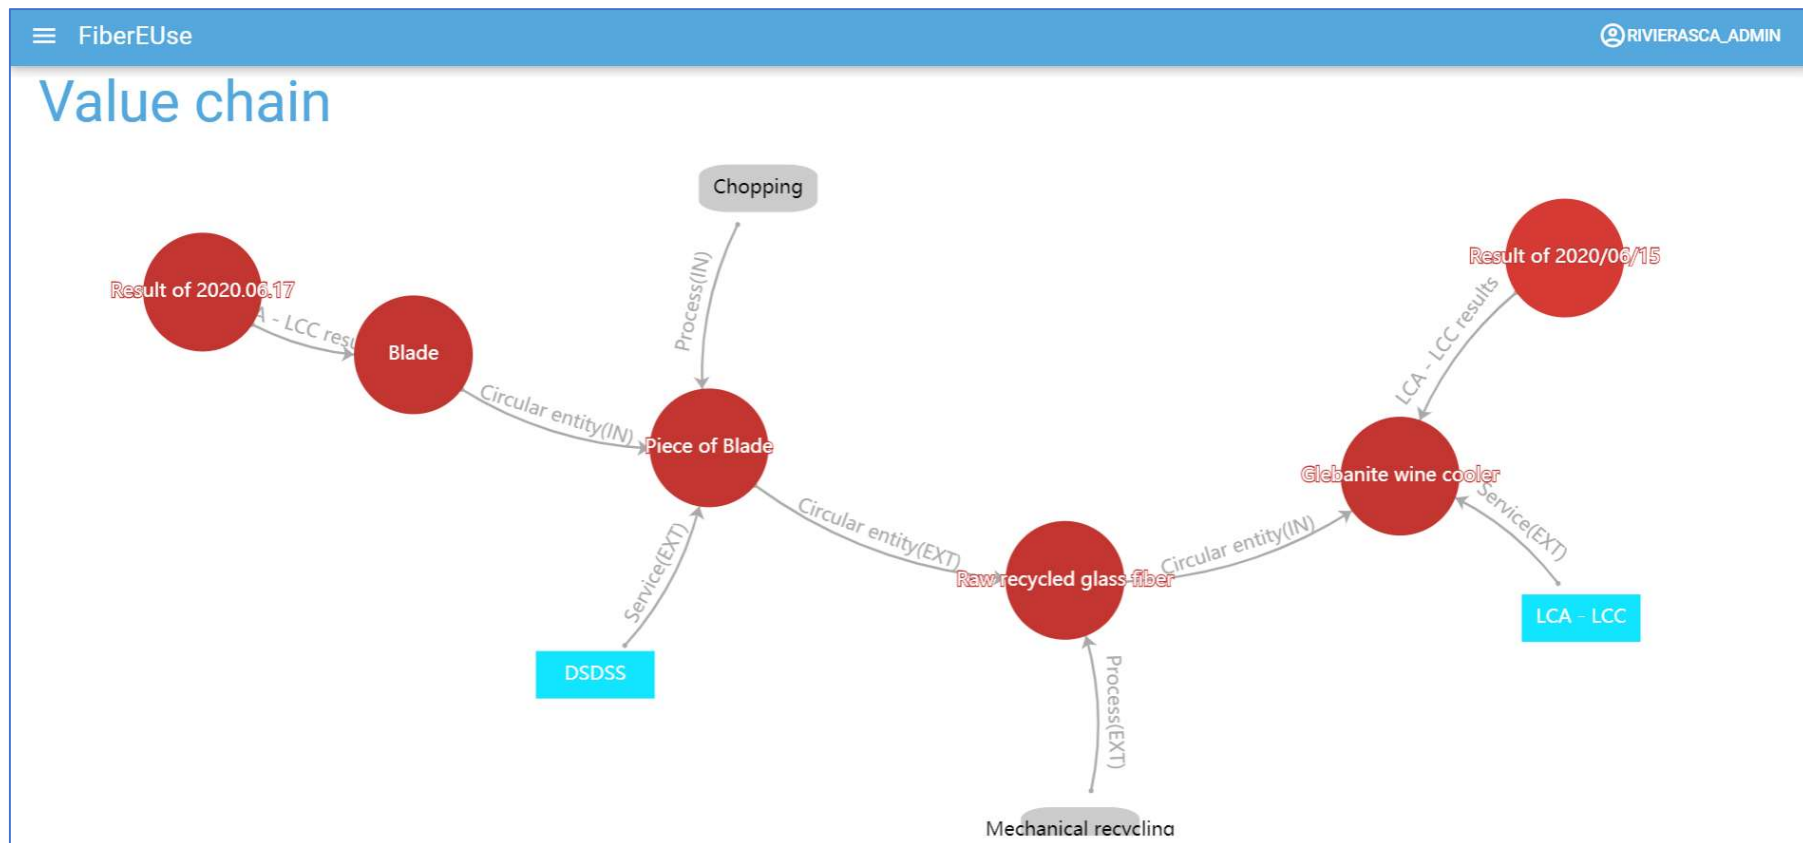 FiberEUse
RIVIERASCA_ADMIN
Value chain
Chopping
Result of 2020/06/15
Result of 2020.06.17
Process(IN)
A - LCC resu
LCA - LCC results
Blade
Circular entity(IN)
Piece of Blade
Glebanite wine cooler
Service(EXT)
Circular entity(EXT)
Circular entity(IN)
Service(EXT)
Raw recycled glass fiber
LCA - LCC
DSDSS
Process(EXT)
Mechanical recycling